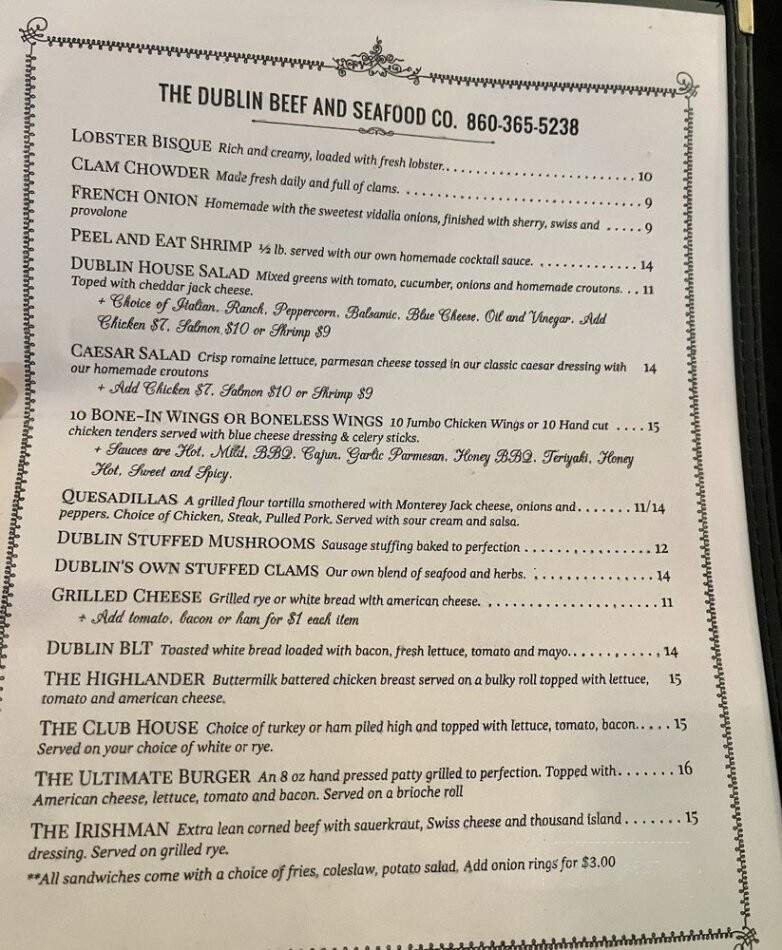 THE DUBLIN BEEF AND SEAFOOD CO. 860-365-5238
LOBSTER BISQUE Rich and creamy, loaded with fresh lobster.......................... 10
CLAM CHOWDER Made fresh daily and full of clams. .............................. 9
FRENCH ONION Homemade with the sweetest vidalia onions, finished with sherry, swiss and ..... 9
provolone
PEEL AND EAT SHRIMP ½ lb. served with our own homemade cocktail sauce. ............. 14
DUBLIN HOUSE SALAD Mixed greens with tomato, cucumber, onions and homemade croutons. .. 11
Toped with cheddar jack cheese.
+ Choice of Italian, Ranch, Peppercorn, Balsamic, Blue Cheese, Oil and Vinegar. Add
Chicken $7, Salmon $10 or Shrimp $9
CAESAR SALAD Crisp romaine lettuce, parmesan cheese tossed in our classic caesar dressing with 14
our homemade croutons
+ Add Chicken $7, Salmon $10 or Shrimp $9
10 BONE-IN WINGS OR BONELESS WINGS 10 Jumbo Chicken Wings or 10 Hand cut .... 15
chicken tenders served with blue cheese dressing & celery sticks.
+ Sauces are Hot, Mild, BBQ, Cajun, Garlic Parmesan, Honey BBQ, Teriyaki, Honey
Hot, Sweet and Spicy.
QUESADILLAS A grilled flour tortilla smothered with Monterey Jack cheese, onions and....... 11/14
peppers. Choice of Chicken, Steak, Pulled Pork. Served with sour cream and salsa.
DUBLIN STUFFED MUSHROOMS Sausage stuffing baked to perfection ................. 12
DUBLIN'S OWN STUFFED CLAMS Our own blend of seafood and herbs. ................ 14
GRILLED CHEESE Grilled rye or white bread with american cheese. ...................... 11
+ Add tomato, bacon or ham for $1 each item
DUBLIN BLT Toasted white bread loaded with bacon, fresh lettuce, tomato and mayo............ 14
THE HIGHLANDER Buttermilk battered chicken breast served on a bulky roll topped with lettuce, 15
tomato and american cheese.
THE CLUB HOUSE Choice of turkey or ham piled high and topped with lettuce, tomato, bacon..... 15
Served on your choice of white or rye.
THE ULTIMATE BURGER An 8 oz hand pressed patty grilled to perfection. Topped with....... 16
American cheese, lettuce, tomato and bacon. Served on a brioche roll
THE IRISHMAN Extra lean corned beef with sauerkraut, Swiss cheese and thousand island ....... 15
dressing. Served on grilled rye.
**All sandwiches come with a choice of fries, coleslaw, potato salad, Add onion rings for $3.00